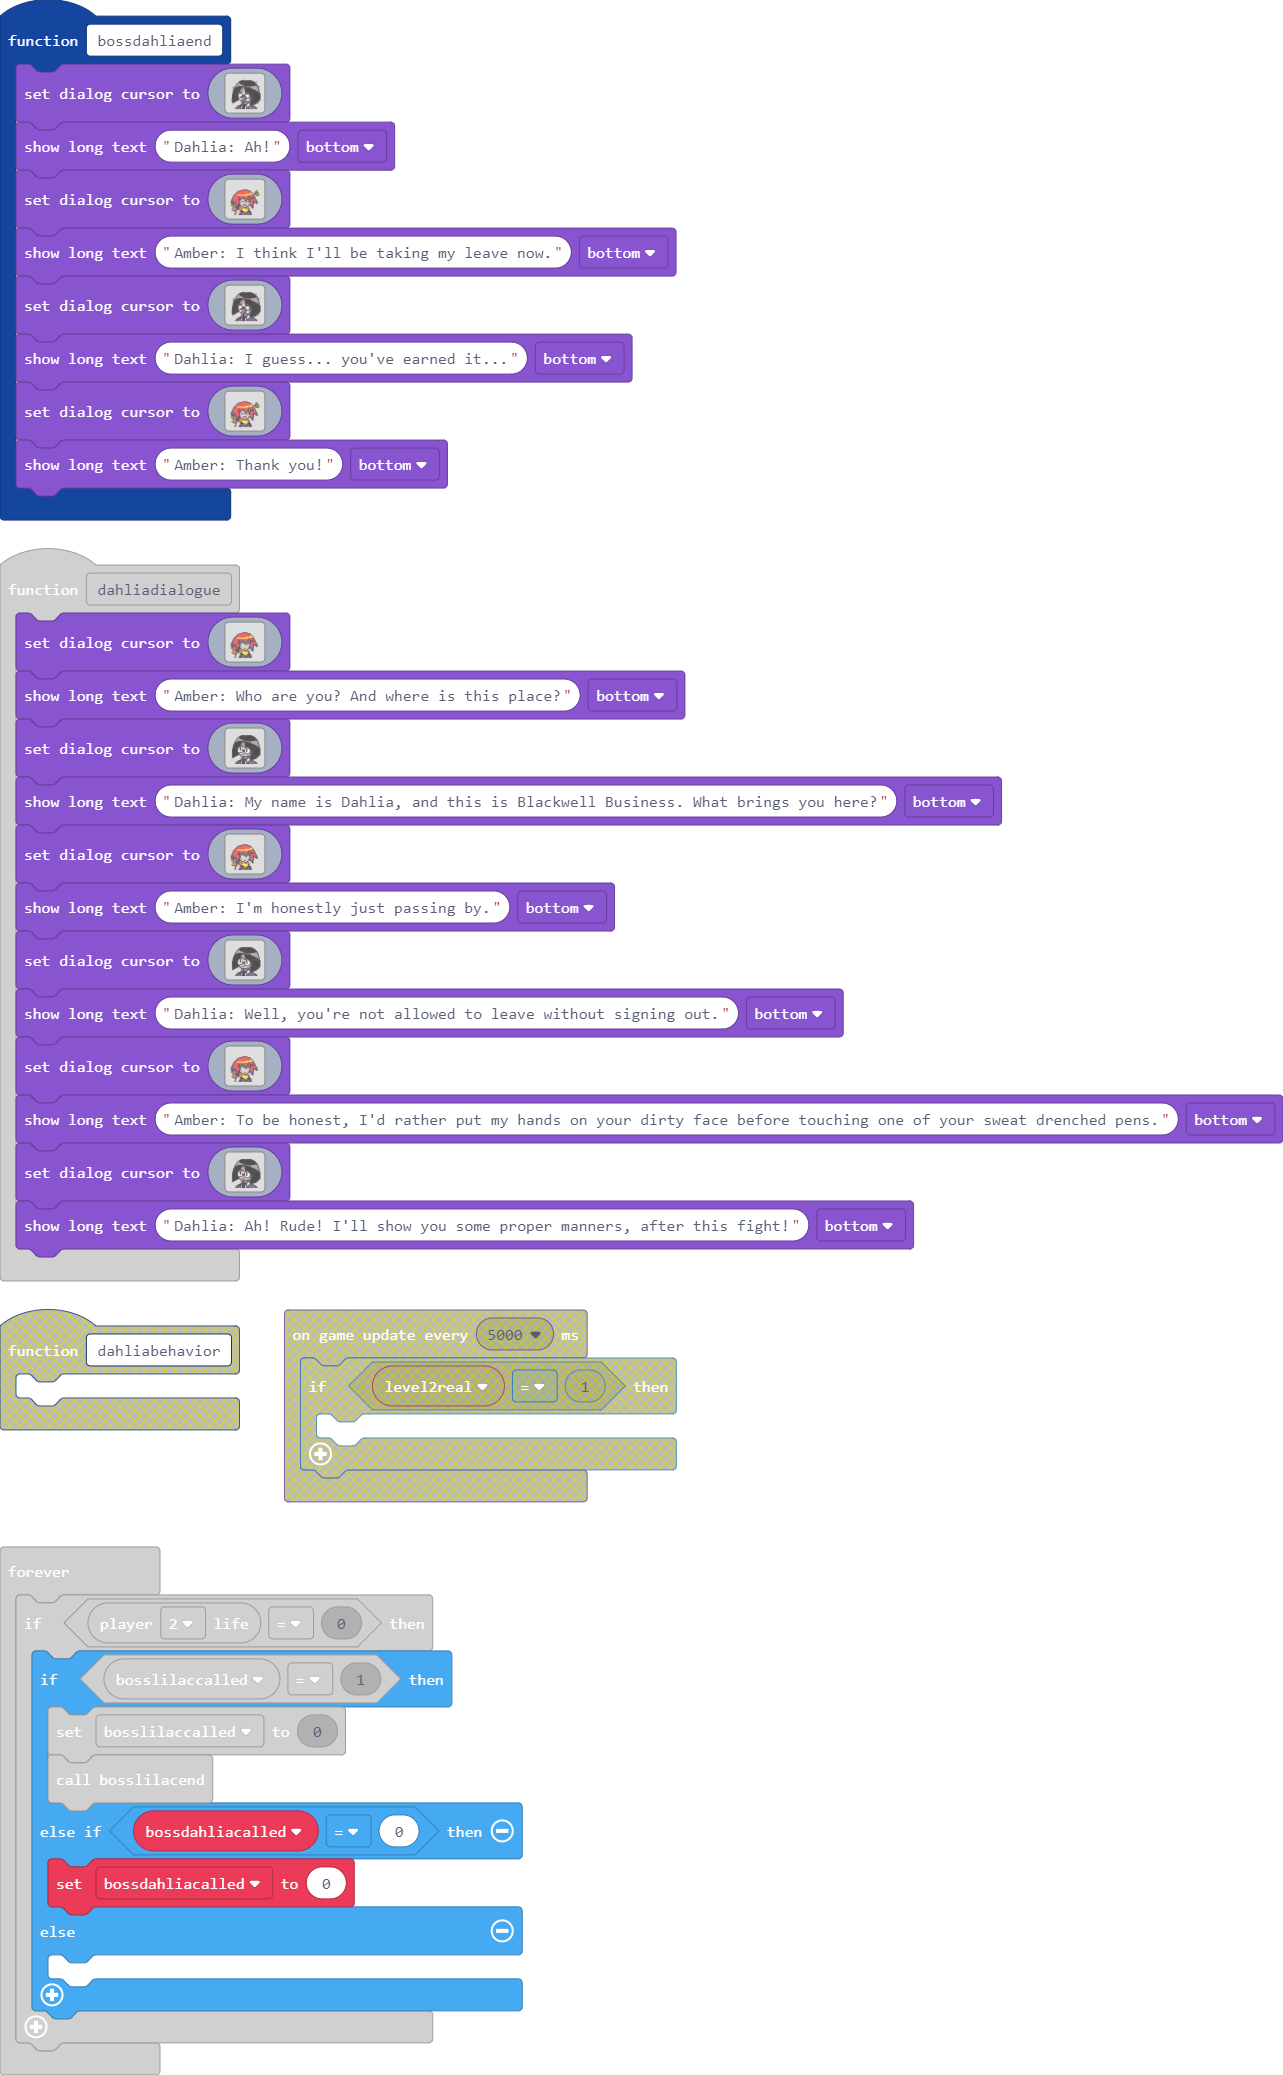 function bossdahliaend
set dialog cursor to
show long text "Dahlia: Ah!" bottom
set dialog cursor to
show long text "Amber: I think I'll be taking my leave now." bottom
set dialog cursor to
show long text "Dahlia: I guess... you've earned it..." bottom
set dialog cursor to
show long text "Amber: Thank you!" bottom
function dahliadialogue
set dialog cursor to
show long text "Amber: Who are you? And where is this place?" bottom
set dialog cursor to
show long text "Dahlia: My name is Dahlia, and this is Blackwell Business. What brings you here?" bottom
set dialog cursor to
show long text "Amber: I'm honestly just passing by." bottom
set dialog cursor to
show long text "Dahlia: Well, you're not allowed to leave without signing out." bottom
set dialog cursor to
show long text "Amber: To be honest, I'd rather put my hands on your dirty face before touching one of your sweat drenched pens." bottom
set dialog cursor to
show long text "Dahlia: Ah! Rude! I'll show you some proper manners, after this fight!" bottom
function dahliabehavior
on game update every 5000 ms
if level2real = 1 then
forever
if player 2 life = 0 then
if bosslilaccalled = 1 then
set bosslilaccalled to 0
call bosslilacend
else if bossdahliacalled = 0 then
set bossdahliacalled to 0
else